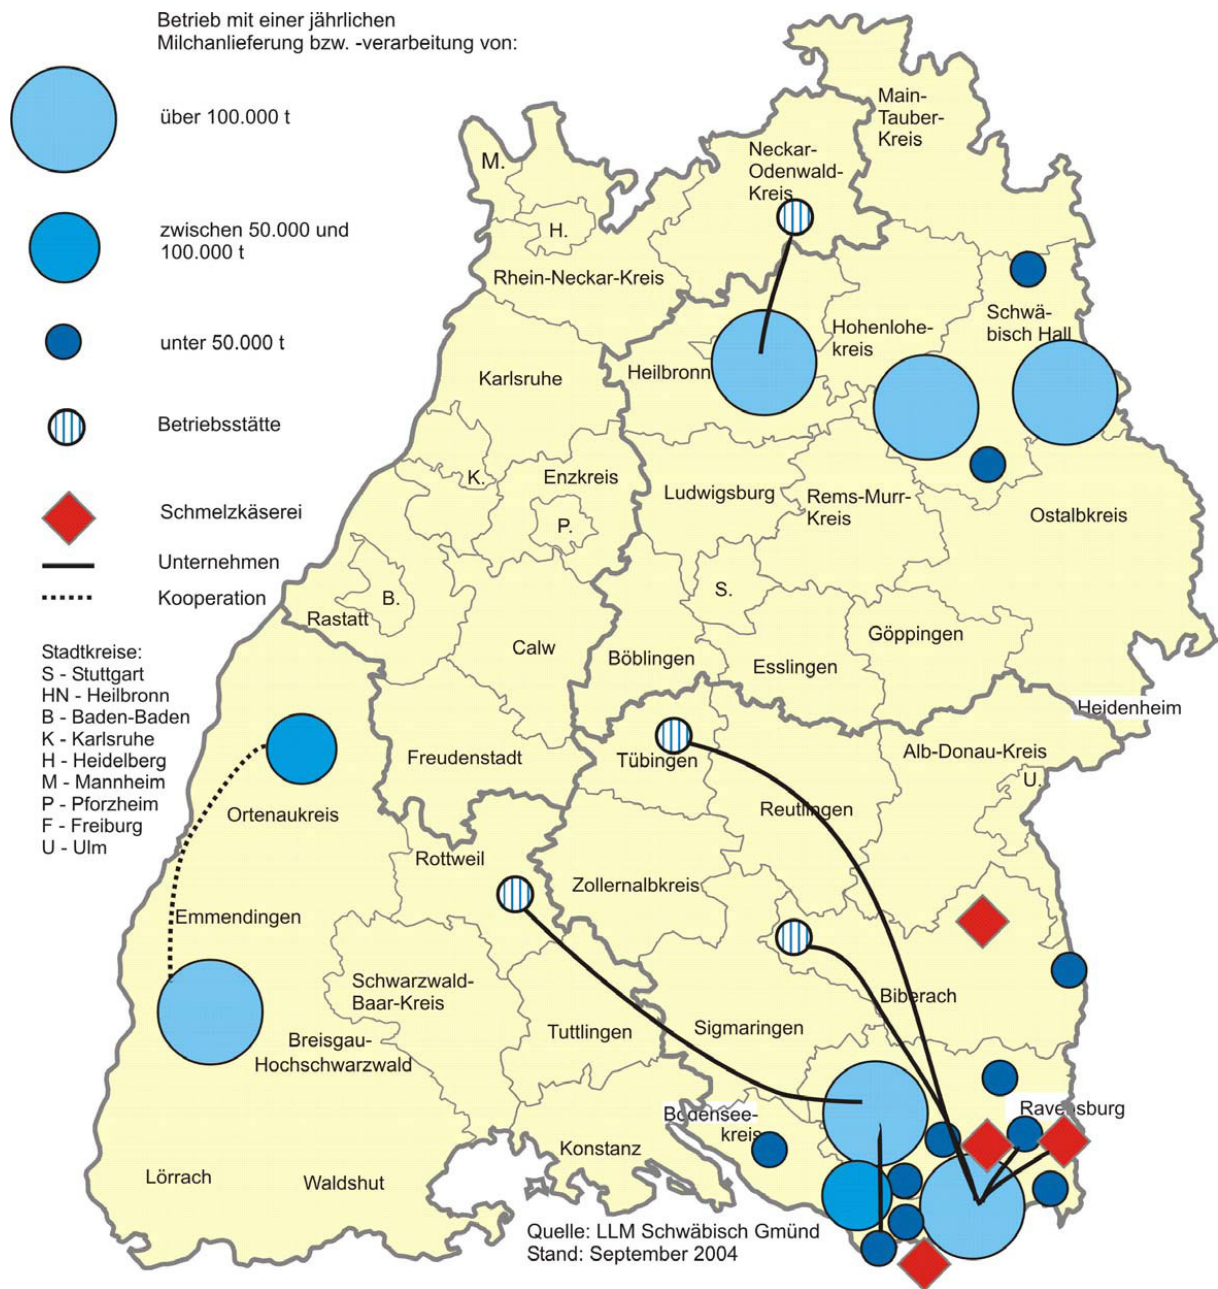 Betrieb mit einer jährlichen
Milchanlieferung bzw. -verarbeitung von:
über 100.000 t
zwischen 50.000 und
100.000 t
unter 50.000 t
Betriebsstätte
Schmelzkäserei
Unternehmen
Kooperation
Stadtkreise:
S - Stuttgart
HN - Heilbronn
B - Baden-Baden
K - Karlsruhe
H - Heidelberg
M - Mannheim
P - Pforzheim
F - Freiburg
U - Ulm
Main-
Tauber-
Kreis
Neckar-
Odenwald-
Kreis
M.
H.
Rhein-Neckar-Kreis
Schwä-
bisch Hall
Hohenlohe-
kreis
Heilbronn
Karlsruhe
K.
Enzkreis
P.
Ludwigsburg
Rems-Murr-
Kreis
Ostalbkreis
B.
Rastatt
S.
Calw
Böblingen
Esslingen
Göppingen
Heidenheim
Freudenstadt
Tübingen
Alb-Donau-Kreis
U.
Reutlingen
Ortenaukreis
Rottweil
Zollernalbkreis
Emmendingen
Schwarzwald-
Baar-Kreis
Biberach
Tuttlingen
Sigmaringen
Breisgau-
Hochschwarzwald
Bodensee-
kreis
Ravensburg
Konstanz
Lörrach
Waldshut
Quelle: LLM Schwäbisch Gmünd
Stand: September 2004